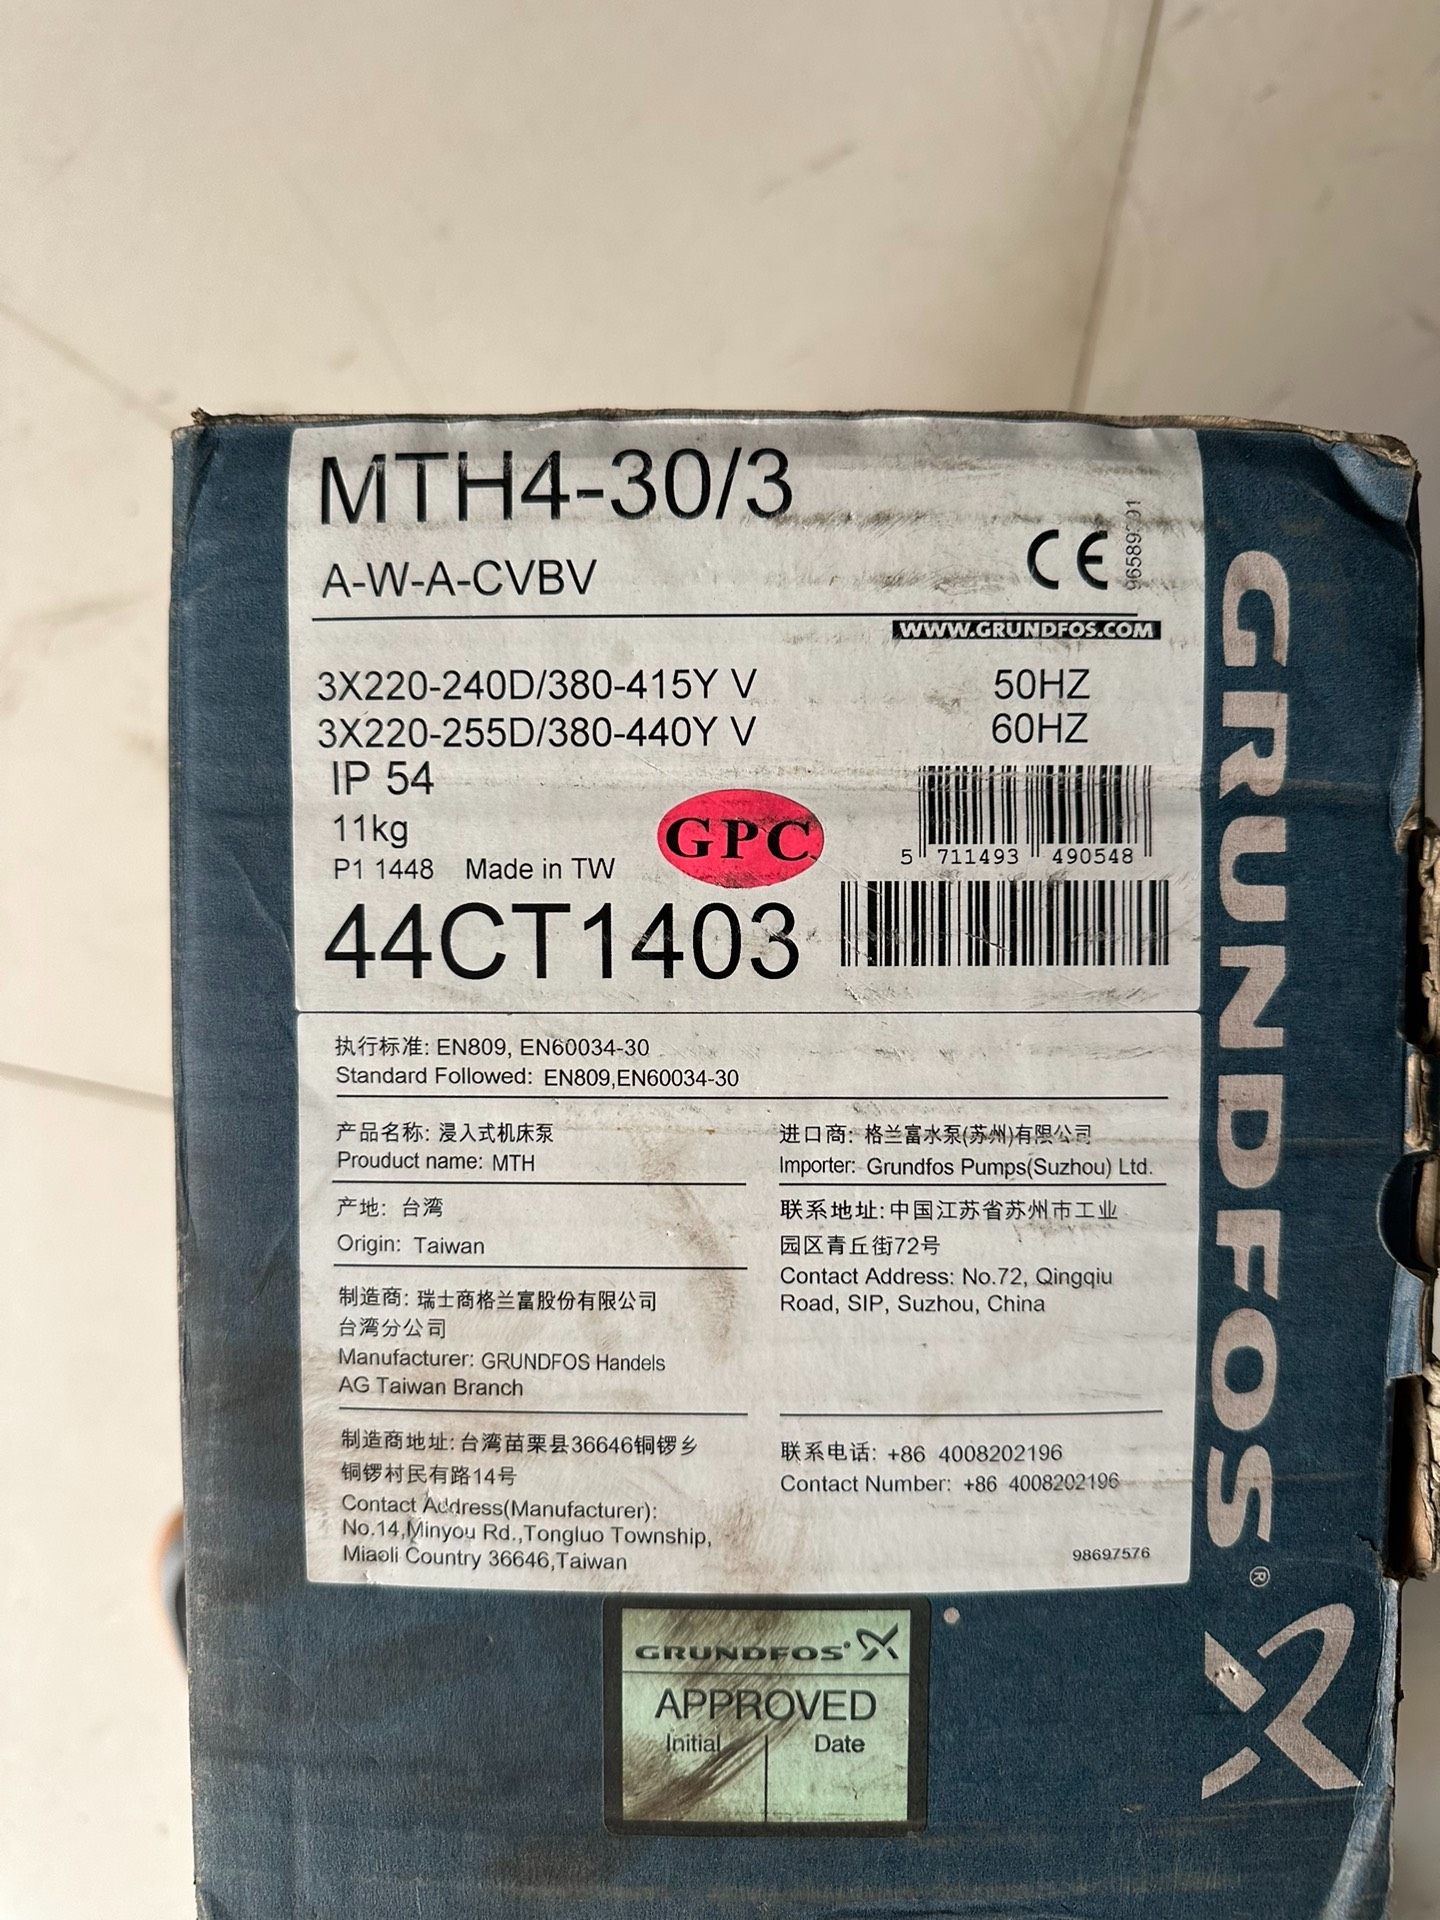 MTH4-30/3
A-W-A-CVBV
CE
WWW.GRUNDFOS.COM
3X220-240D/380-415Y V 50HZ
3X220-255D/380-440Y V 60HZ
IP 54
11kg
P1 1448 Made in TW
GPC
5 711493 490548
44CT1403
执行标准: EN809, EN60034-30
Standard Followed: EN809,EN60034-30
产品名称: 浸入式机床泵
Prouduct name: MTH
产地: 台湾
Origin: Taiwan
制造商: 瑞士商格兰富股份有限公司
台湾分公司
Manufacturer: GRUNDFOS Handels
AG Taiwan Branch
制造商地址: 台湾苗栗县36646铜锣乡
铜锣村民有路14号
Contact Address(Manufacturer):
No.14,Minyou Rd.,Tongluo Township,
Miaoli Country 36646,Taiwan
进口商: 格兰富水泵(苏州)有限公司
Importer: Grundfos Pumps(Suzhou) Ltd.
联系地址: 中国江苏省苏州市工业
园区青丘街72号
Contact Address: No.72, Qingqiu
Road, SIP, Suzhou, China
联系电话: +86 4008202196
Contact Number: +86 4008202196
98697576
GRUNDFOS®
GRUNDFOS®
APPROVED
Initial Date